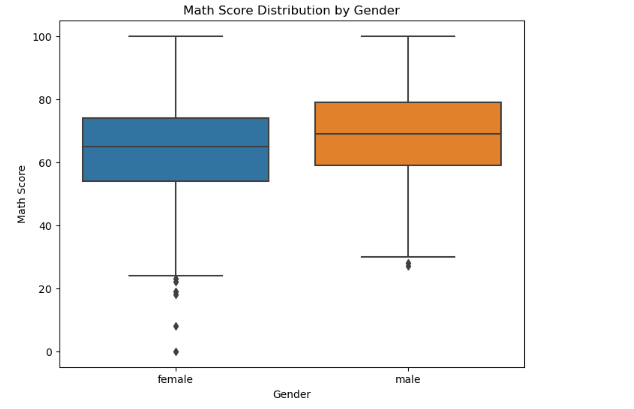 Math Score Distribution by Gender
100
80
60
40
20
0
Math Score
female
male
Gender